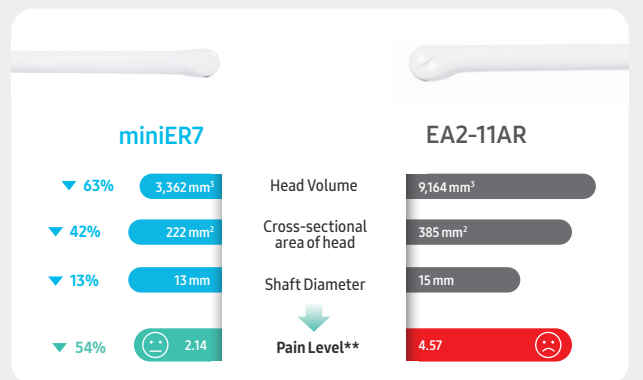 miniER7
EA2-11AR
▼ 63%
3,362 mm³
Head Volume
9,164 mm³
▼ 42%
222 mm²
Cross-sectional
area of head
385 mm²
▼ 13%
13 mm
Shaft Diameter
15 mm
▼ 54%
2.14
Pain Level**
4.57